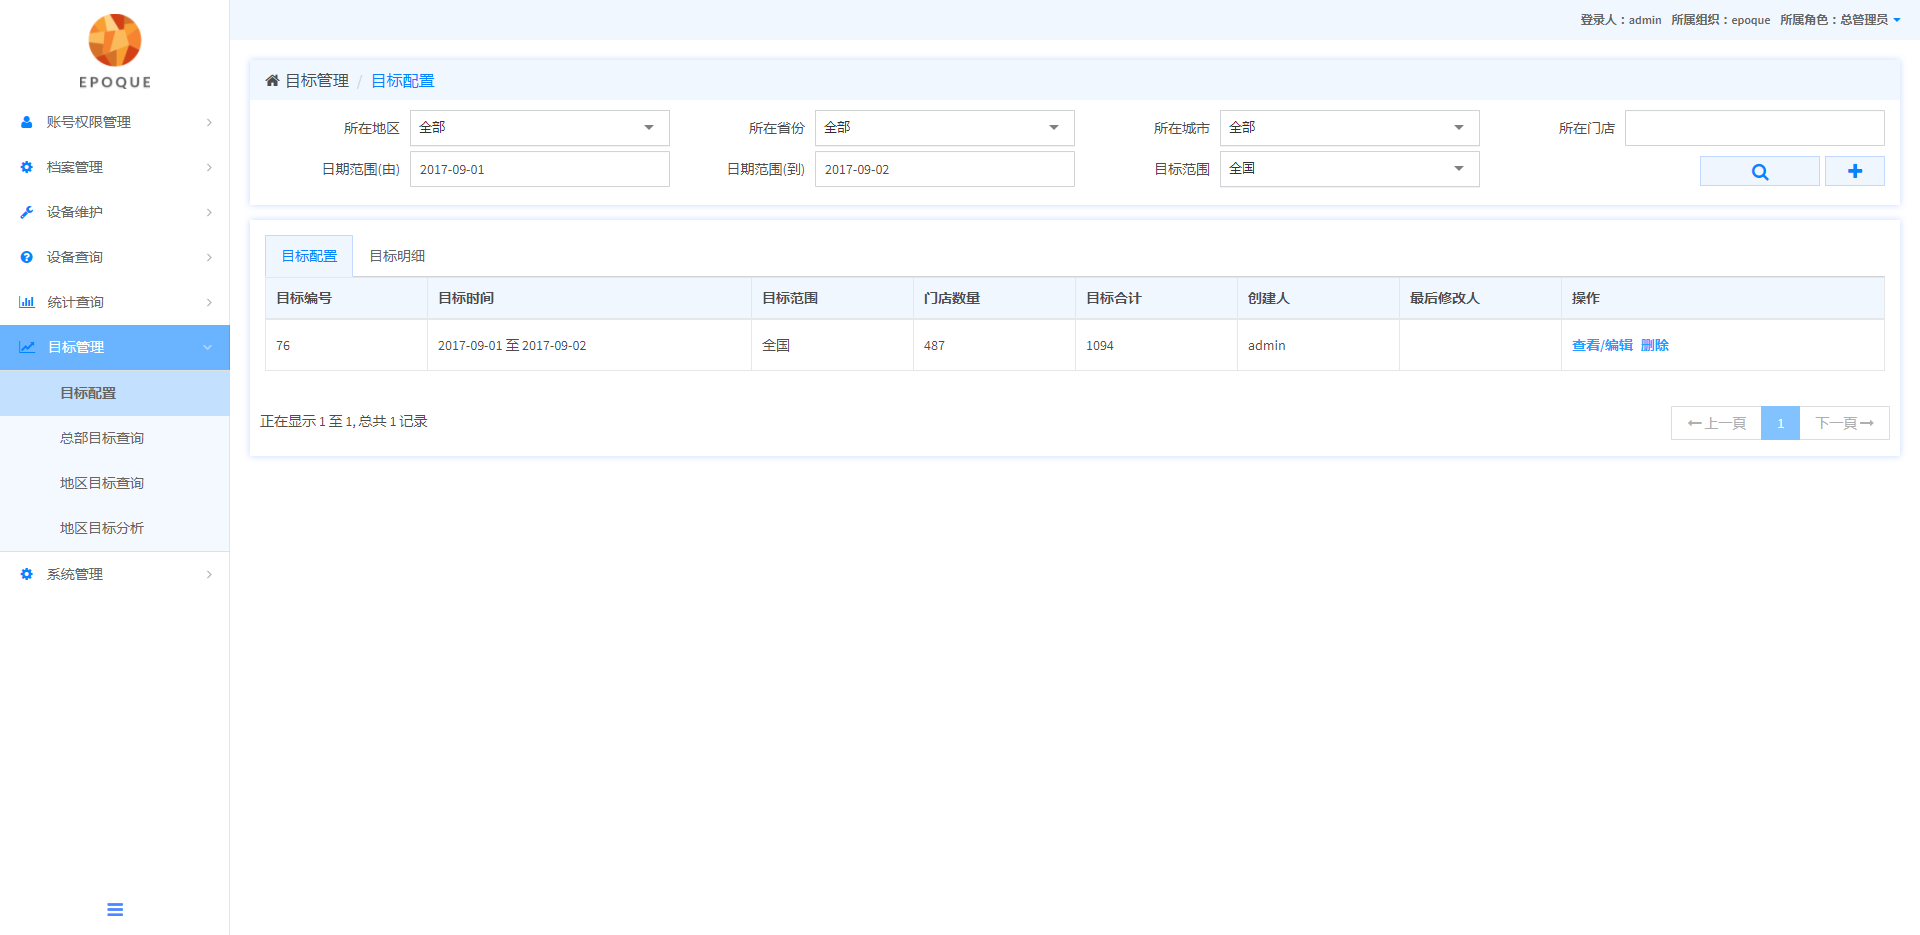 登录人：admin 所属组织：epoque 所属角色：总管理员
EPOQUE
账号权限管理
档案管理
设备维护
设备查询
统计查询
目标管理
目标配置
总部目标查询
地区目标查询
地区目标分析
系统管理
目标管理 / 目标配置
所在地区 全部 所在省份 全部 所在城市 全部 所在门店
日期范围(由) 2017-09-01 日期范围(到) 2017-09-02 目标范围 全国
目标配置 目标明细
目标编号 目标时间 目标范围 门店数量 目标合计 创建人 最后修改人 操作
76 2017-09-01 至 2017-09-02 全国 487 1094 admin 查看/编辑 删除
正在显示 1 至 1, 总共 1 记录
上一頁 1 下一頁